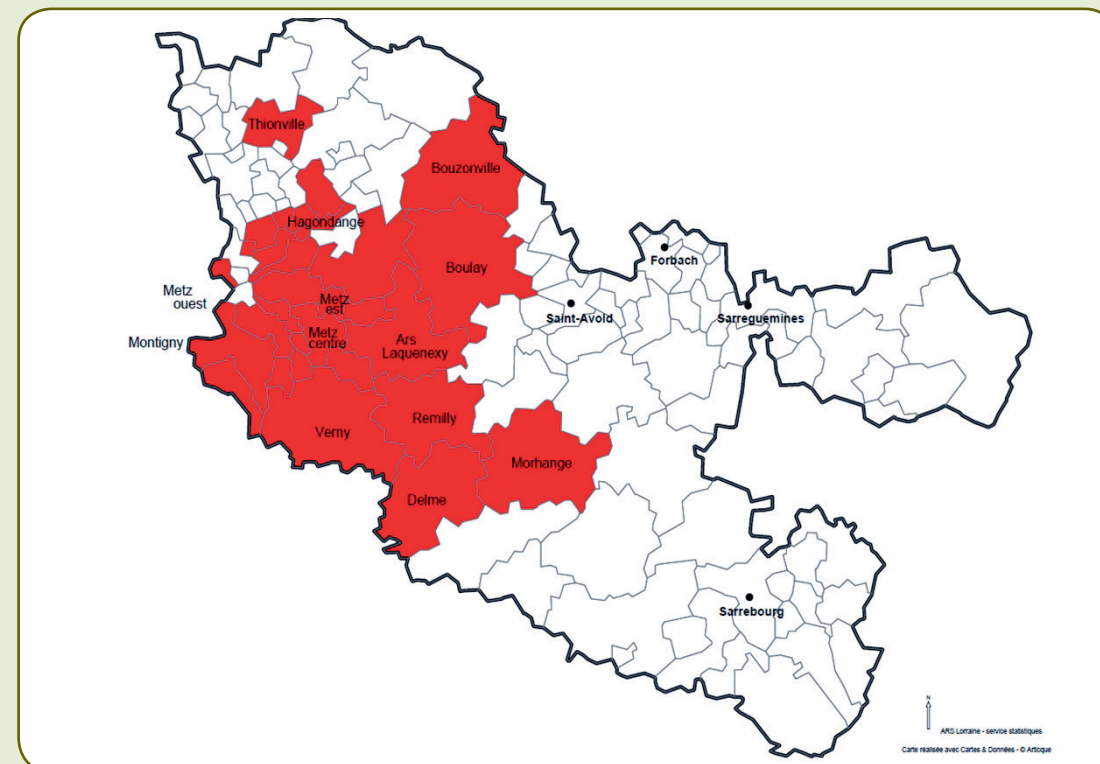 Thionville
Bouzonville
Hagondange
Forbach
Boulay
Metz
ouest
Metz
est
Saint-Avold
Sarreguemines
Montigny
Metz
centre
Ars
Laquenexy
Remilly
Verny
Morhange
Delme
Sarrebourg
N
ARS Lorraine - service statistiques
Carte réalisée avec Cartes & Données - © Articque